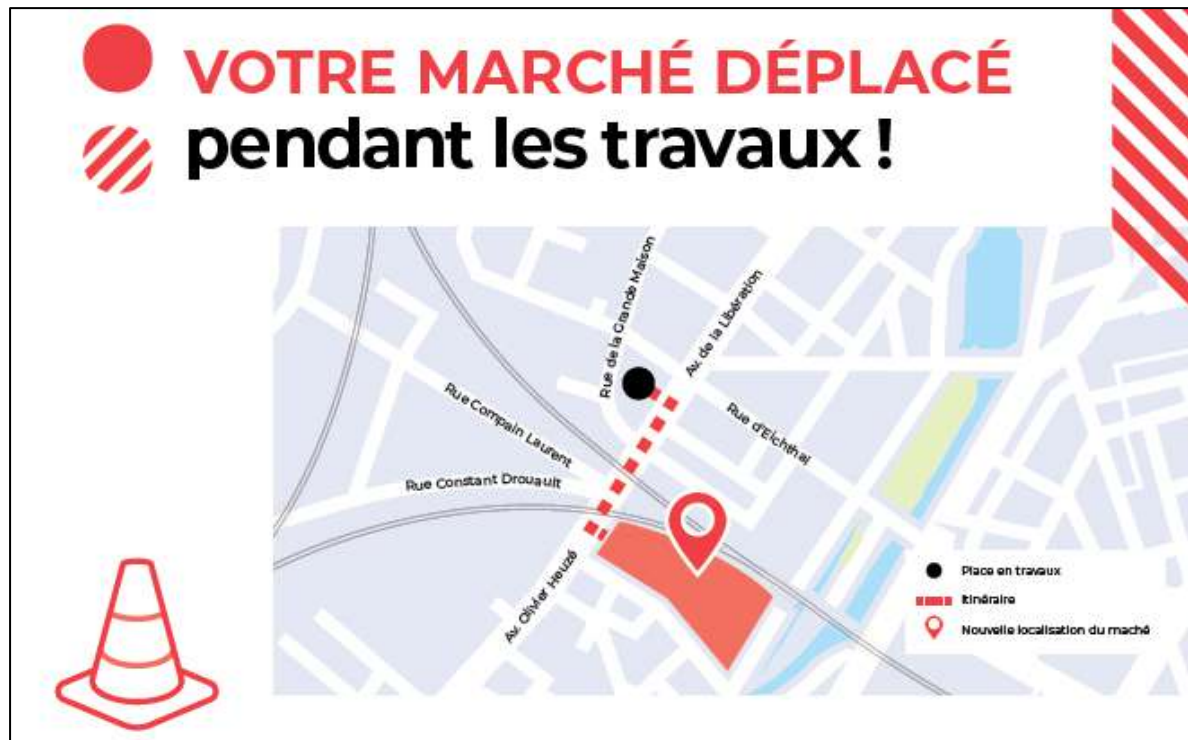 VOTRE MARCHÉ DÉPLACÉ
pendant les travaux !
Rue de la Grande Maison
Av. de la Libération
Rue Compain Laurent
Rue d'Eichthal
Rue Constant Drouault
Av. Olivier Heuzé
Place en travaux
Itinéraire
Nouvelle localisation du maché